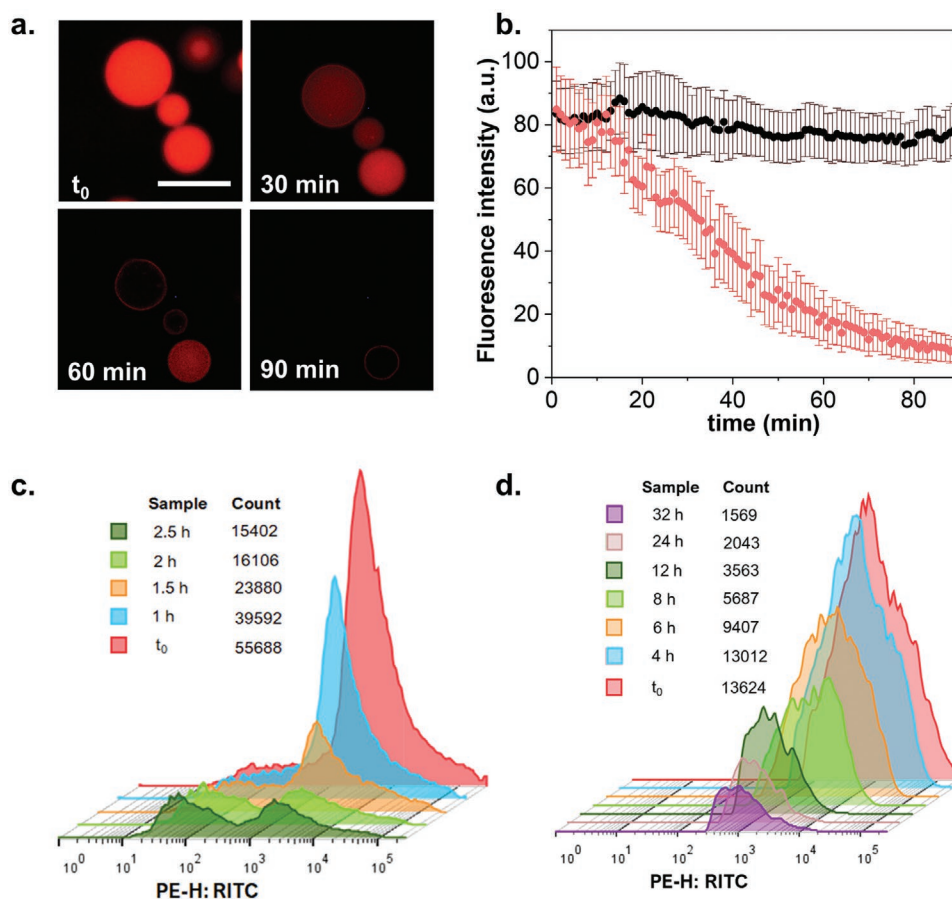 a.
t0
30 min
60 min
90 min
b.
Fluoresence intensity (a.u.)
100
80
60
40
20
0
0 20 40 60 80
time (min)
c.
Sample Count
2.5 h 15402
2 h 16106
1.5 h 23880
1 h 39592
t0 55688
10^0 10^1 10^2 10^3 10^4 10^5
PE-H: RITC
d.
Sample Count
32 h 1569
24 h 2043
12 h 3563
8 h 5687
6 h 9407
4 h 13012
t0 13624
10^0 10^1 10^2 10^3 10^4 10^5
PE-H: RITC